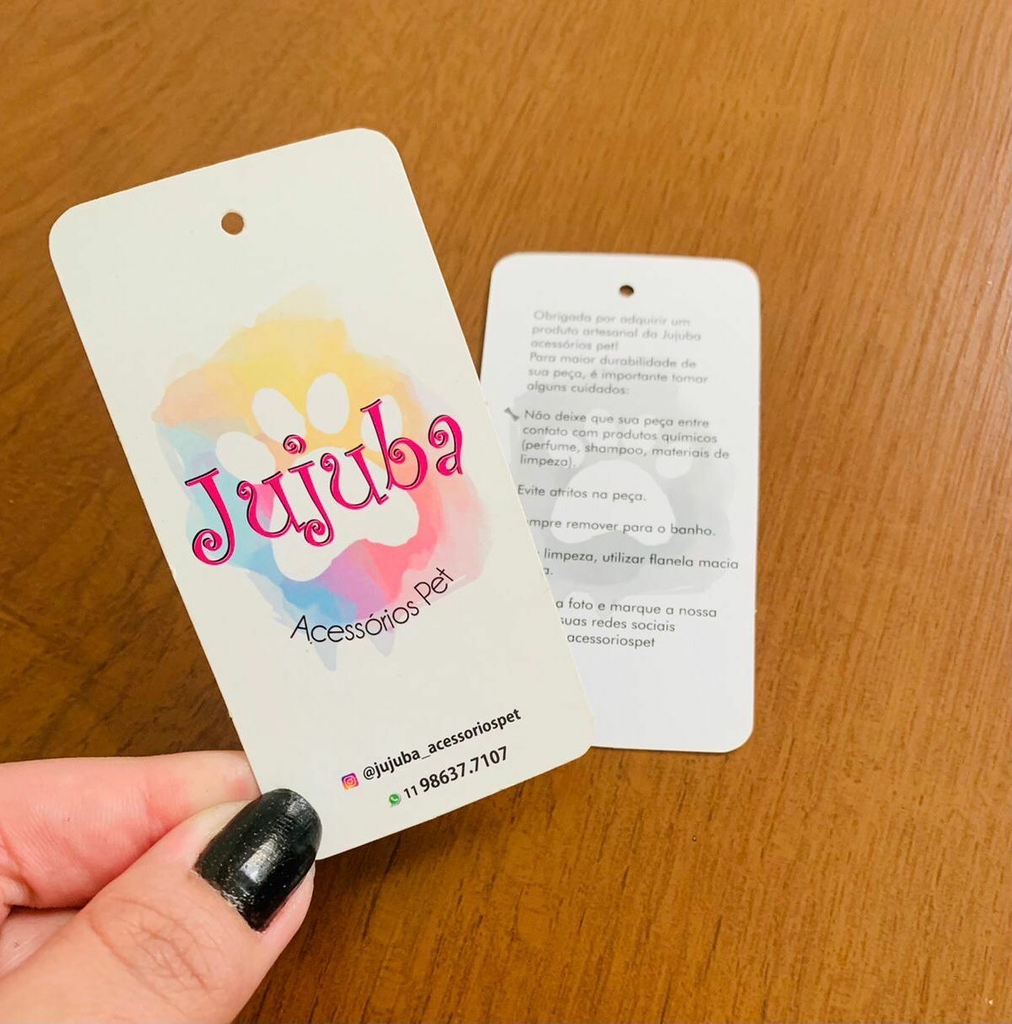 Jujuba
Acessórios Pet
@jujuba_acessoriospet
11 98637.7107
Obrigada por adquirir um
produto artesanal da Jujuba
acessórios pet!
Para maior durabilidade de
sua peça, é importante tomar
alguns cuidados:
Não deixe que sua peça entre
contato com produtos químicos
(perfume, shampoo, materiais de
limpeza).
Evite atritos na peça.
remover para o banho.
limpeza, utilizar flanela macia
foto e marque a nossa
suas redes sociais
acessoriospet